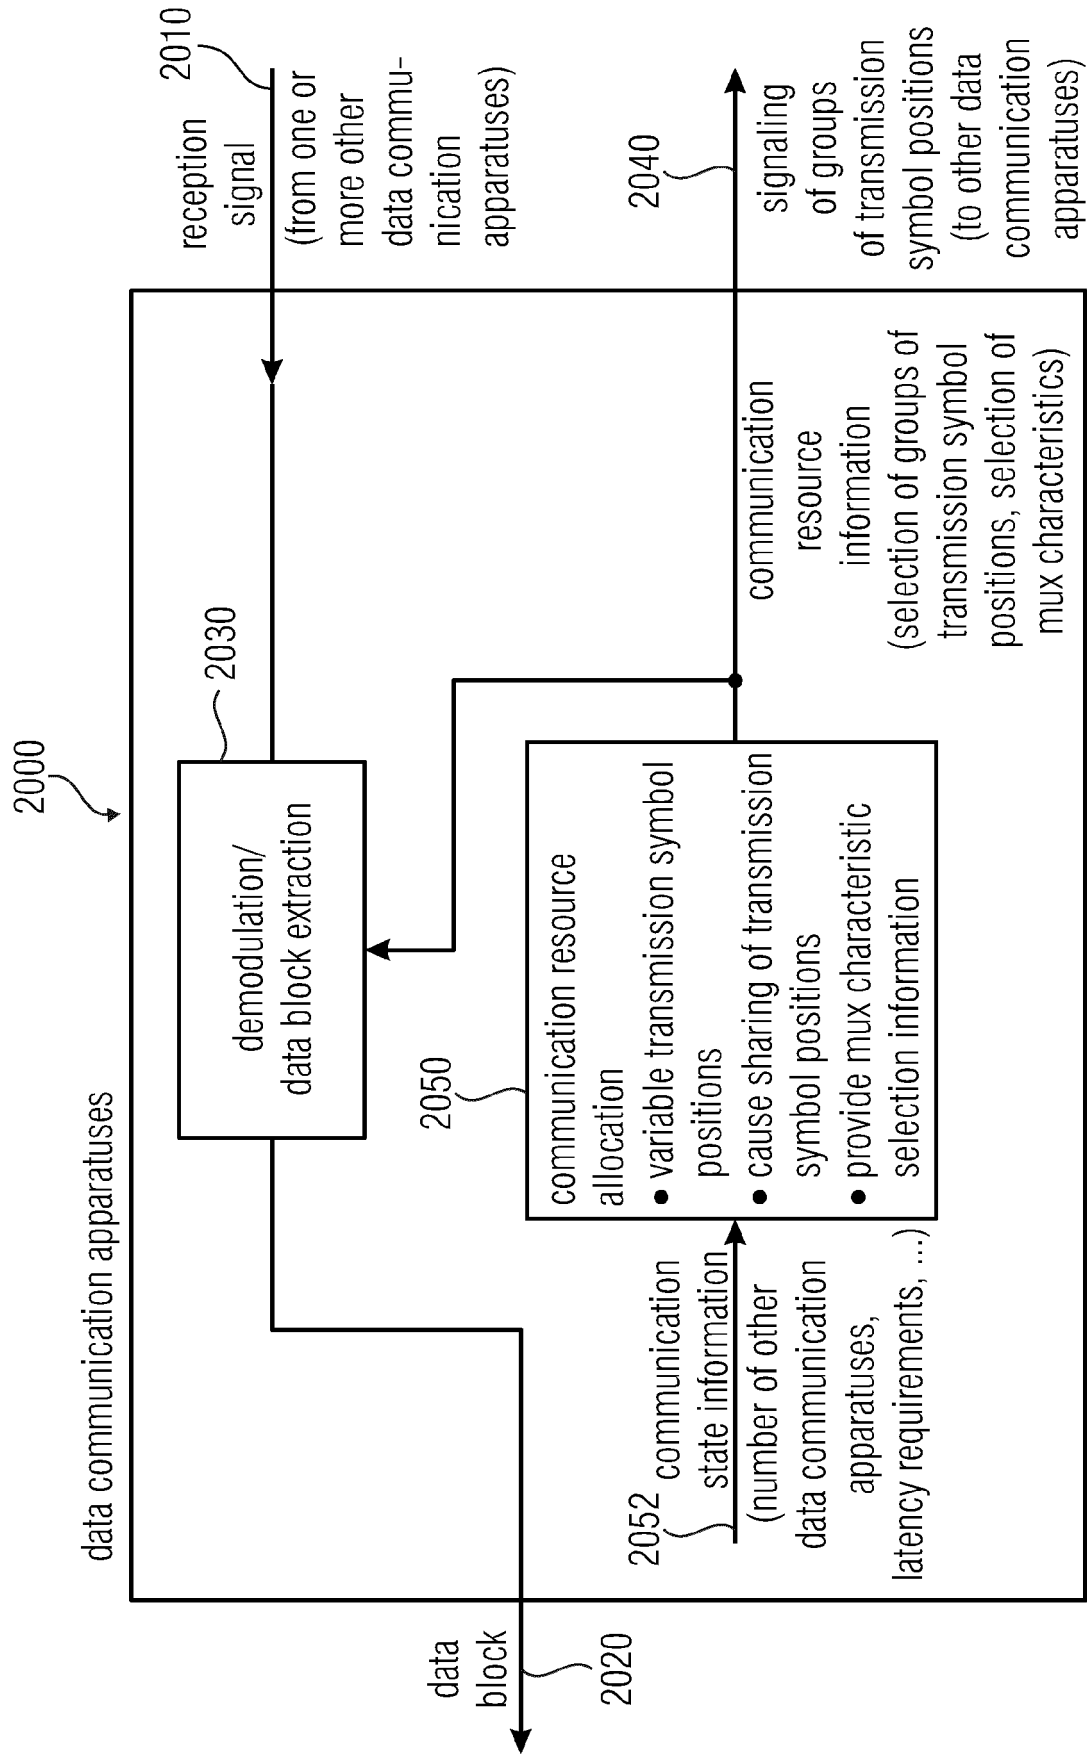 2000
data communication apparatuses
2030
demodulation/
data block extraction
2010
reception
signal
(from one or
more other
data commu-
nication
apparatuses)
data
block
2020
2050
communication resource
allocation
• variable transmission symbol
positions
• cause sharing of transmission
symbol positions
• provide mux characteristic
selection information
2052
communication
state information
(number of other
data communication
apparatuses,
latency requirements, ...)
communication
resource
information
(selection of groups of
transmission symbol
positions, selection of
mux characteristics)
2040
signaling
of groups
of transmission
symbol positions
(to other data
communication
apparatuses)